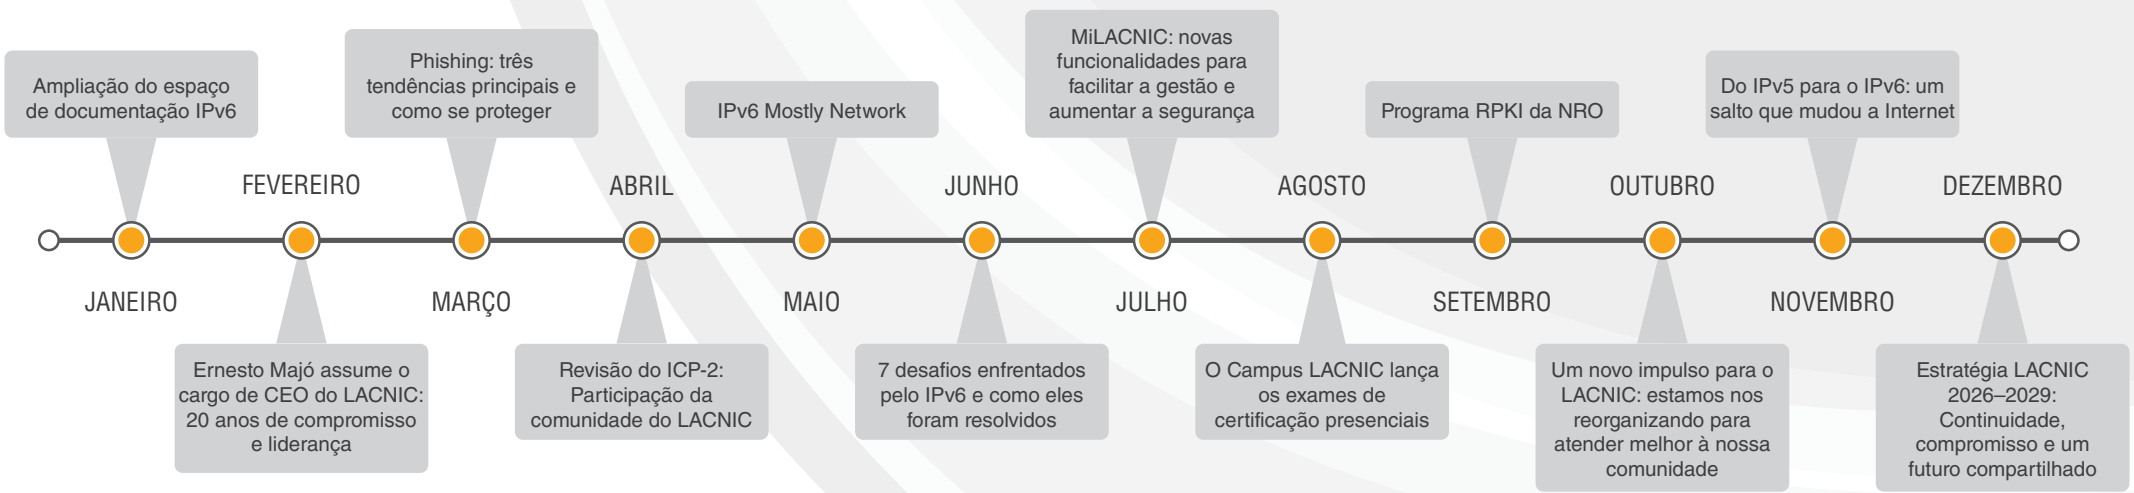 Ampliação do espaço
de documentação IPv6
JANEIRO
FEVEREIRO
Ernesto Majó assume o
cargo de CEO do LACNIC:
20 anos de compromisso
e liderança
Phishing: três
tendências principais e
como se proteger
MARÇO
ABRIL
Revisão do ICP-2:
Participação da
comunidade do LACNIC
IPv6 Mostly Network
MAIO
JUNHO
7 desafios enfrentados
pelo IPv6 e como eles
foram resolvidos
MiLACNIC: novas
funcionalidades para
facilitar a gestão e
aumentar a segurança
JULHO
AGOSTO
O Campus LACNIC lança
os exames de
certificação presenciais
Programa RPKI da NRO
SETEMBRO
OUTUBRO
Um novo impulso para o
LACNIC: estamos nos
reorganizando para
atender melhor à nossa
comunidade
Do IPv5 para o IPv6: um
salto que mudou a Internet
NOVEMBRO
DEZEMBRO
Estratégia LACNIC
2026–2029:
Continuidade,
compromisso e um
futuro compartilhado